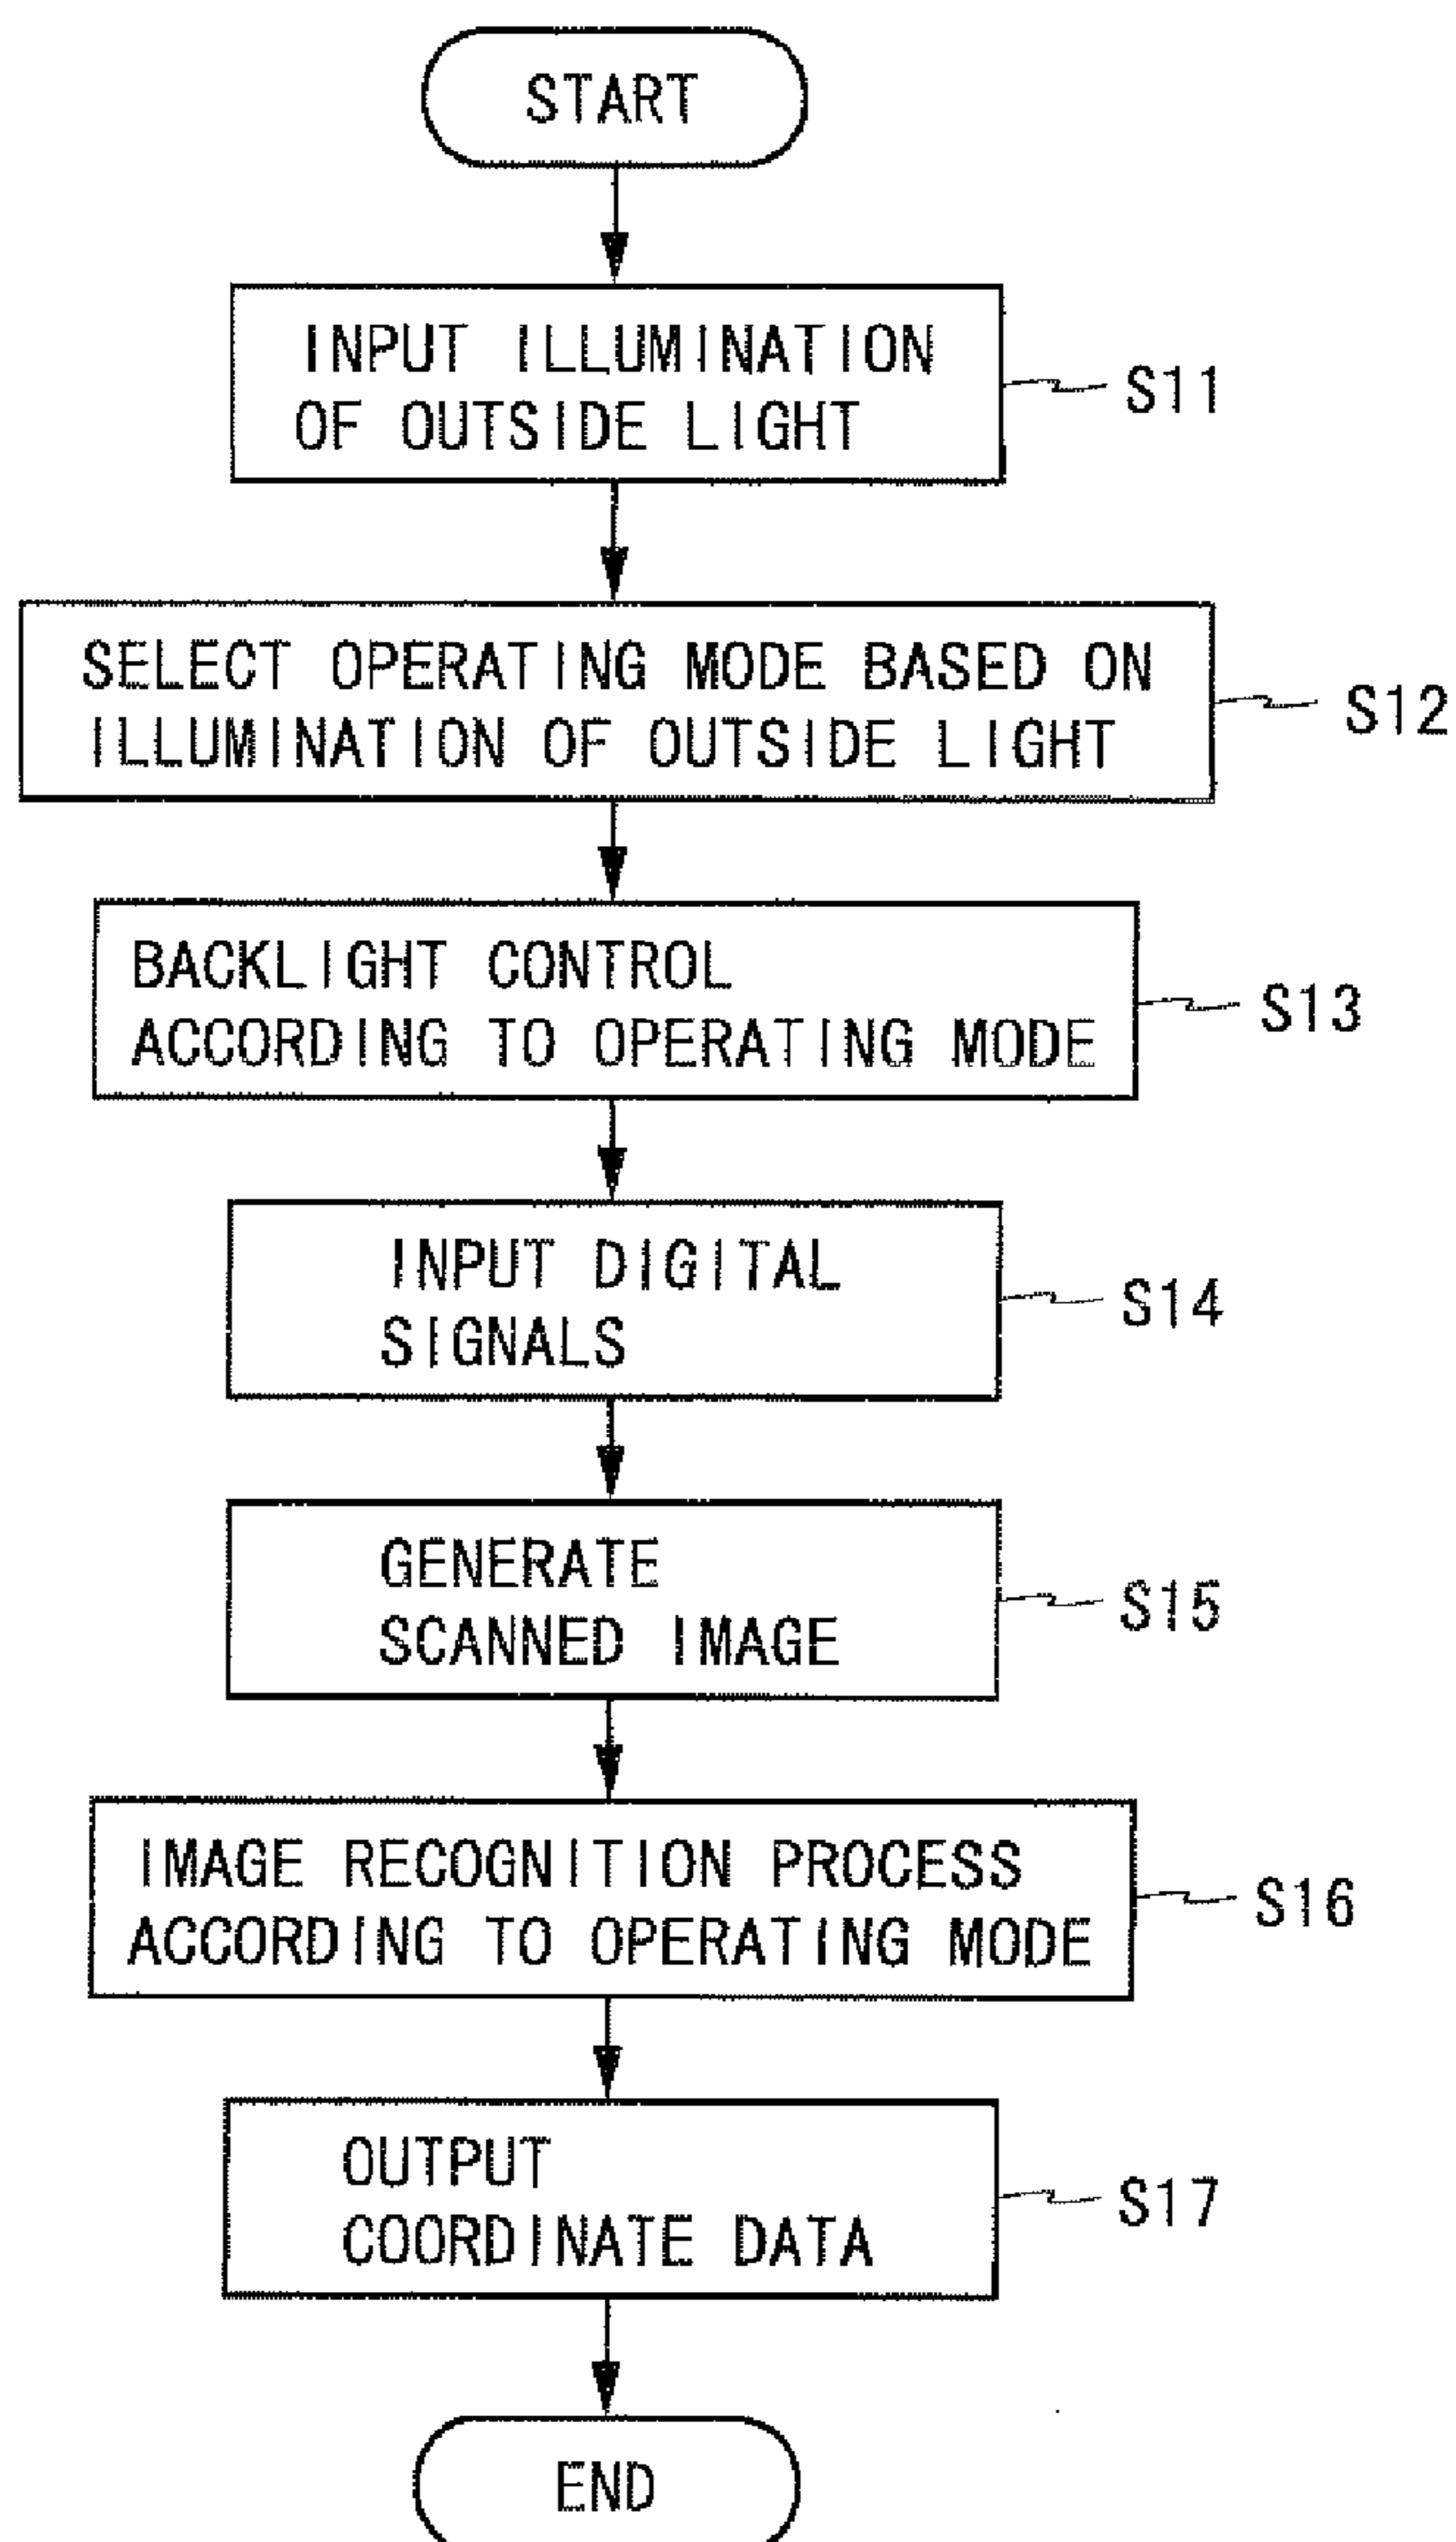 START
INPUT ILLUMINATION
OF OUTSIDE LIGHT
S11
SELECT OPERATING MODE BASED ON
ILLUMINATION OF OUTSIDE LIGHT
S12
BACKLIGHT CONTROL
ACCORDING TO OPERATING MODE
S13
INPUT DIGITAL
SIGNALS
S14
GENERATE
SCANNED IMAGE
S15
IMAGE RECOGNITION PROCESS
ACCORDING TO OPERATING MODE
S16
OUTPUT
COORDINATE DATA
S17
END